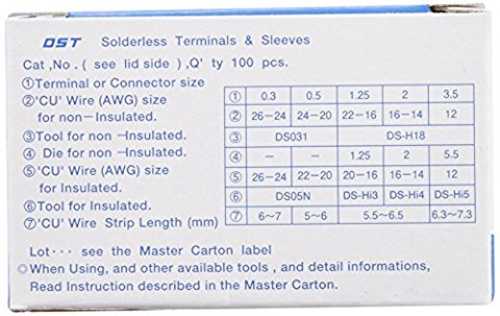 OST Solderless Terminals & Sleeves
Cat,No.( see lid side ),Q' ty 100 pcs.
①Terminal or Connector size
②'CU' Wire (AWG) size
for non-Insulated.
③Tool for non -Insulated.
④ Die for non -Insulated.
⑤'CU' Wire (AWG) size
for Insulated.
⑥Tool for Insulated.
⑦'CU' Wire Strip Length (mm)
① 0.3 0.5 1.25 2 3.5
② 26-24 24-20 22-16 16-14 12
③ DS031 DS-H18
④ - - 1.25 2 5.5
⑤ 26-24 22-20 20-16 16-14 12
⑥ DS05N DS-Hi3 DS-Hi4 DS-Hi5
⑦ 6~7 5~6 5.5~6.5 6.3~7.3
Lot··· see the Master Carton label
◎When Using, and other available tools , and detail informations,
Read Instruction described in the Master Carton.